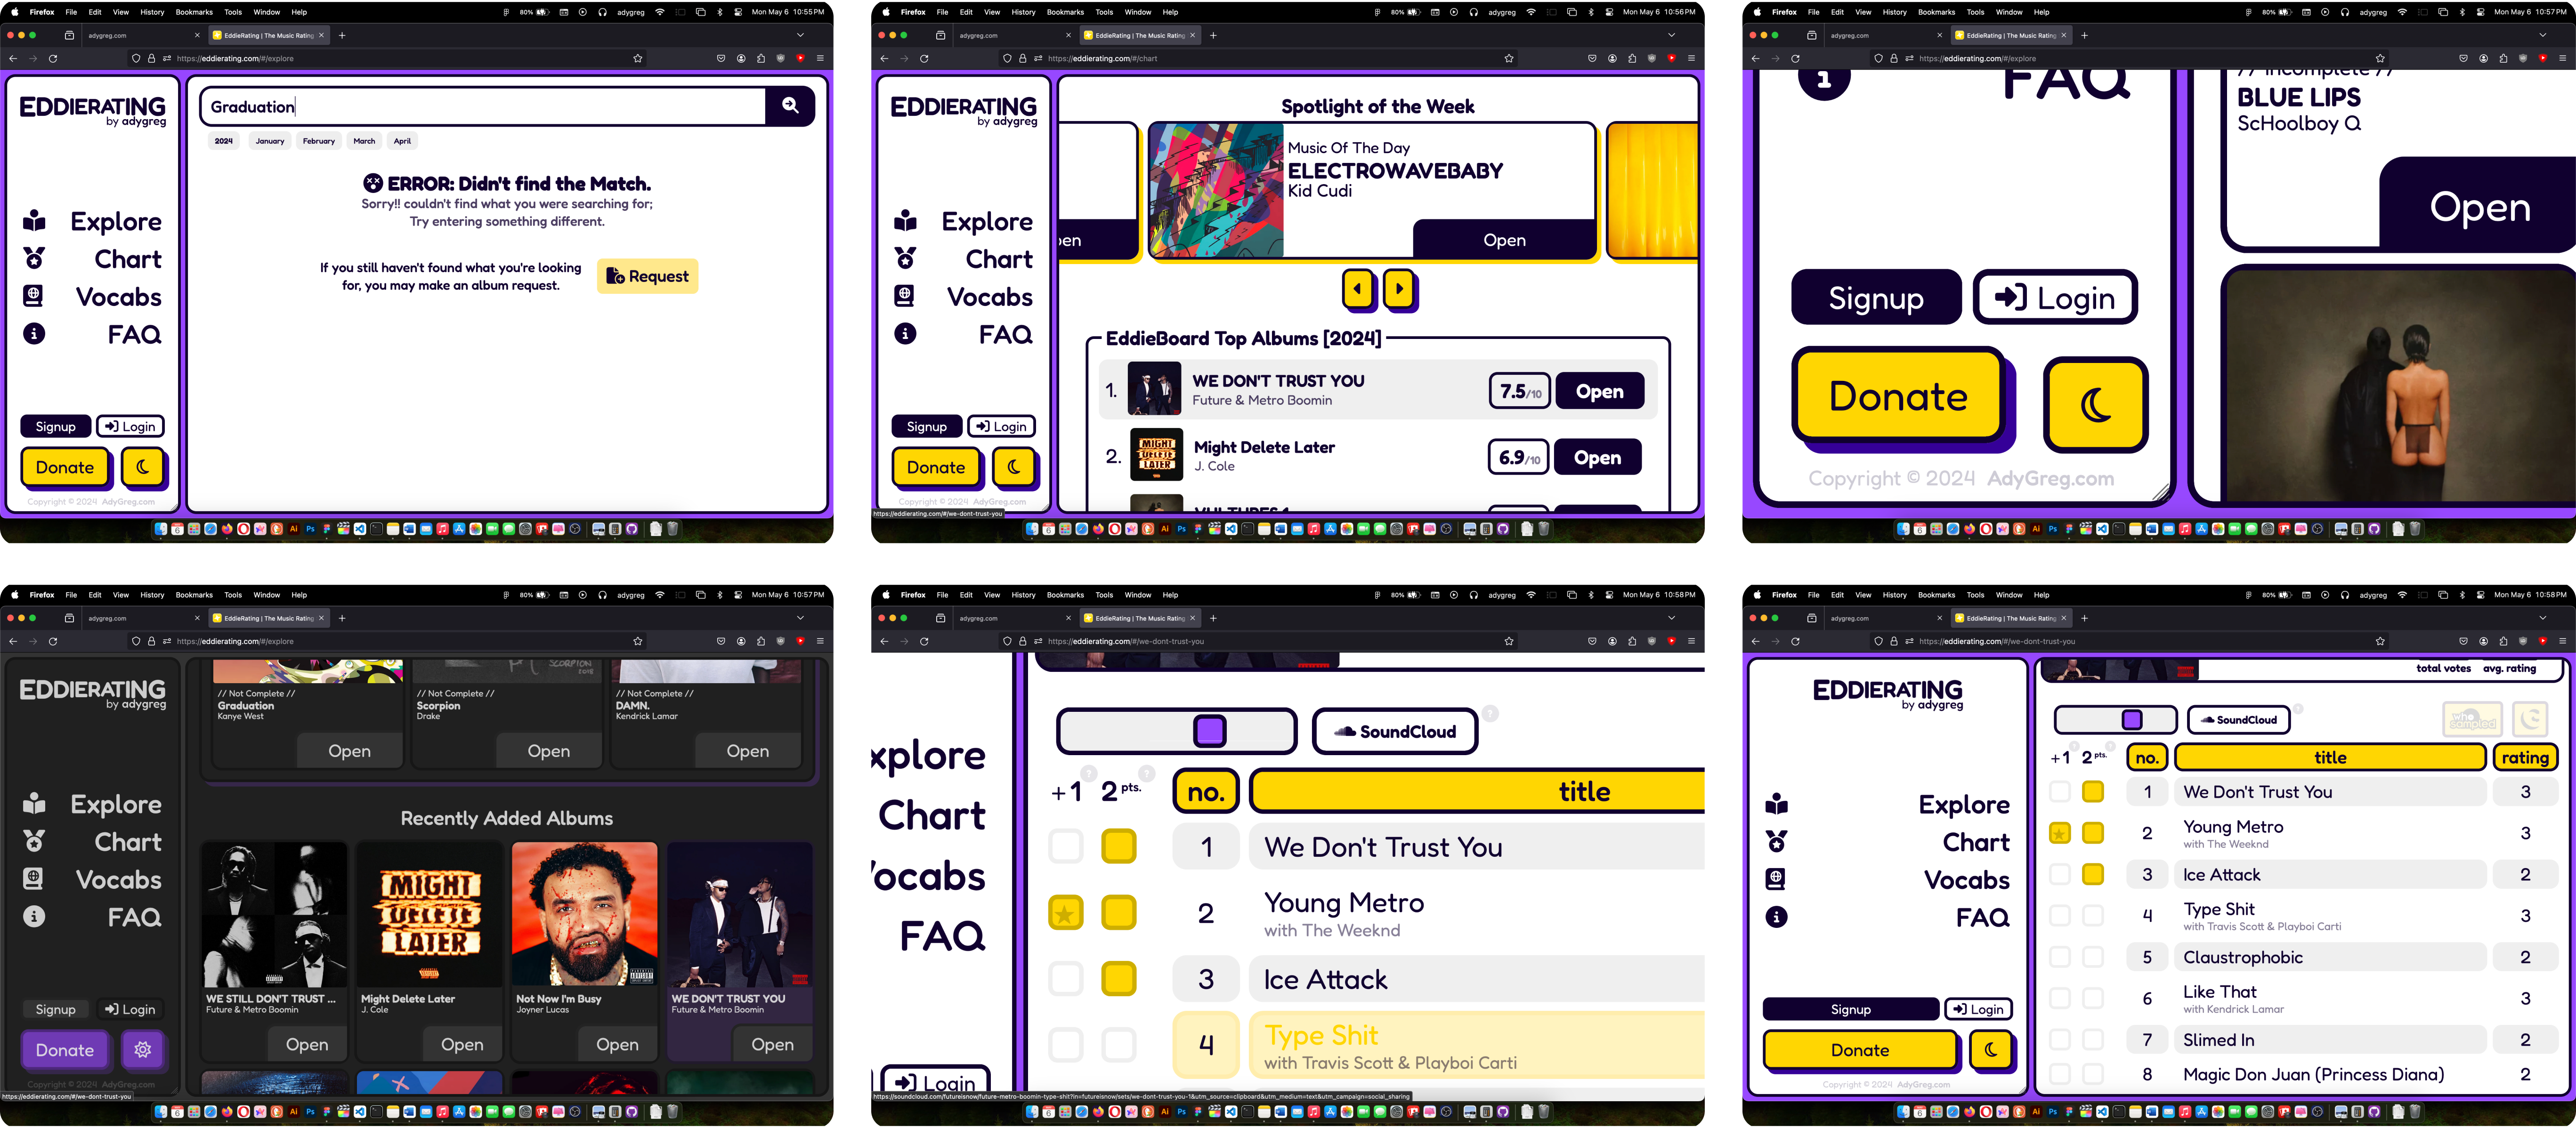 Firefox File Edit View History Bookmarks Tools Window Help
80% adygreg Mon May 6 10:55 PM
adygreg.com
EddieRating | The Music Rating
https://eddierating.com/#/explore
EDDIERATING
by adygreg
Explore
Chart
Vocabs
FAQ
Signup
Login
Donate
Copyright © 2024 AdyGreg.com
Graduation
2024 January February March April
ERROR: Didn't find the Match.
Sorry!! couldn't find what you were searching for;
Try entering something different.
If you still haven't found what you're looking
for, you may make an album request.
Request
Firefox File Edit View History Bookmarks Tools Window Help
80% adygreg Mon May 6 10:56 PM
adygreg.com
EddieRating | The Music Rating
https://eddierating.com/#/chart
EDDIERATING
by adygreg
Explore
Chart
Vocabs
FAQ
Signup
Login
Donate
Copyright © 2024 AdyGreg.com
https://eddierating.com/#/we-dont-trust-you
Spotlight of the Week
en
Music Of The Day
ELECTROWAVEBABY
Kid Cudi
Open
EddieBoard Top Albums [2024]
1.
WE DON'T TRUST YOU
Future & Metro Boomin
7.5/10
Open
2.
MIGHT
DELETE
LATER
Might Delete Later
J. Cole
6.9/10
Open
VULTURES 1
Firefox File Edit View History Bookmarks Tools Window Help
80% adygreg Mon May 6 10:57 PM
adygreg.com
EddieRating | The Music Rating
https://eddierating.com/#/explore
FAQ
Signup
Login
Donate
Copyright © 2024 AdyGreg.com
// Incomplete //
BLUE LIPS
ScHoolboy Q
Open
Firefox File Edit View History Bookmarks Tools Window Help
80% adygreg Mon May 6 10:57 PM
adygreg.com
EddieRating | The Music Rating
https://eddierating.com/#/explore
EDDIERATING
by adygreg
Explore
Chart
Vocabs
FAQ
Signup
Login
Donate
Copyright © 2024 AdyGreg.com
https://eddierating.com/#/we-dont-trust-you
// Not Complete //
Graduation
Kanye West
Open
SCORPION
// Not Complete //
Scorpion
Drake
Open
// Not Complete //
DAMN.
Kendrick Lamar
Open
Recently Added Albums
WE STILL DON'T TRUST ...
Future & Metro Boomin
Open
MIGHT
DELETE
LATER
Might Delete Later
J. Cole
Open
Not Now I'm Busy
Joyner Lucas
Open
WE DON'T TRUST YOU
Future & Metro Boomin
Open
Firefox File Edit View History Bookmarks Tools Window Help
80% adygreg Mon May 6 10:58 PM
adygreg.com
EddieRating | The Music Rating
https://eddierating.com/#/we-dont-trust-you
xplore
Chart
ocabs
FAQ
Login
SoundCloud ?
+1 ? 2 pts. ? no. title
1 We Don't Trust You
2 Young Metro
with The Weeknd
3 Ice Attack
4 Type Shit
with Travis Scott & Playboi Carti
https://soundcloud.com/futureisnow/future-metro-boomin-type-shit?in=futureisnow/sets/we-dont-trust-you-1&utm_source=clipboard&utm_medium=text&utm_campaign=social_sharing
Firefox File Edit View History Bookmarks Tools Window Help
80% adygreg Mon May 6 10:58 PM
adygreg.com
EddieRating | The Music Rating
https://eddierating.com/#/we-dont-trust-you
EDDIERATING
by adygreg
Explore
Chart
Vocabs
FAQ
Signup
Login
Donate
Copyright © 2024 AdyGreg.com
total votes avg. rating
SoundCloud ?
who
sampled
+1 ? 2 pts. ? no. title rating
1 We Don't Trust You 3
2 Young Metro 3
with The Weeknd
3 Ice Attack 2
4 Type Shit 3
with Travis Scott & Playboi Carti
5 Claustrophobic 2
6 Like That 3
with Kendrick Lamar
7 Slimed In 2
8 Magic Don Juan (Princess Diana) 2